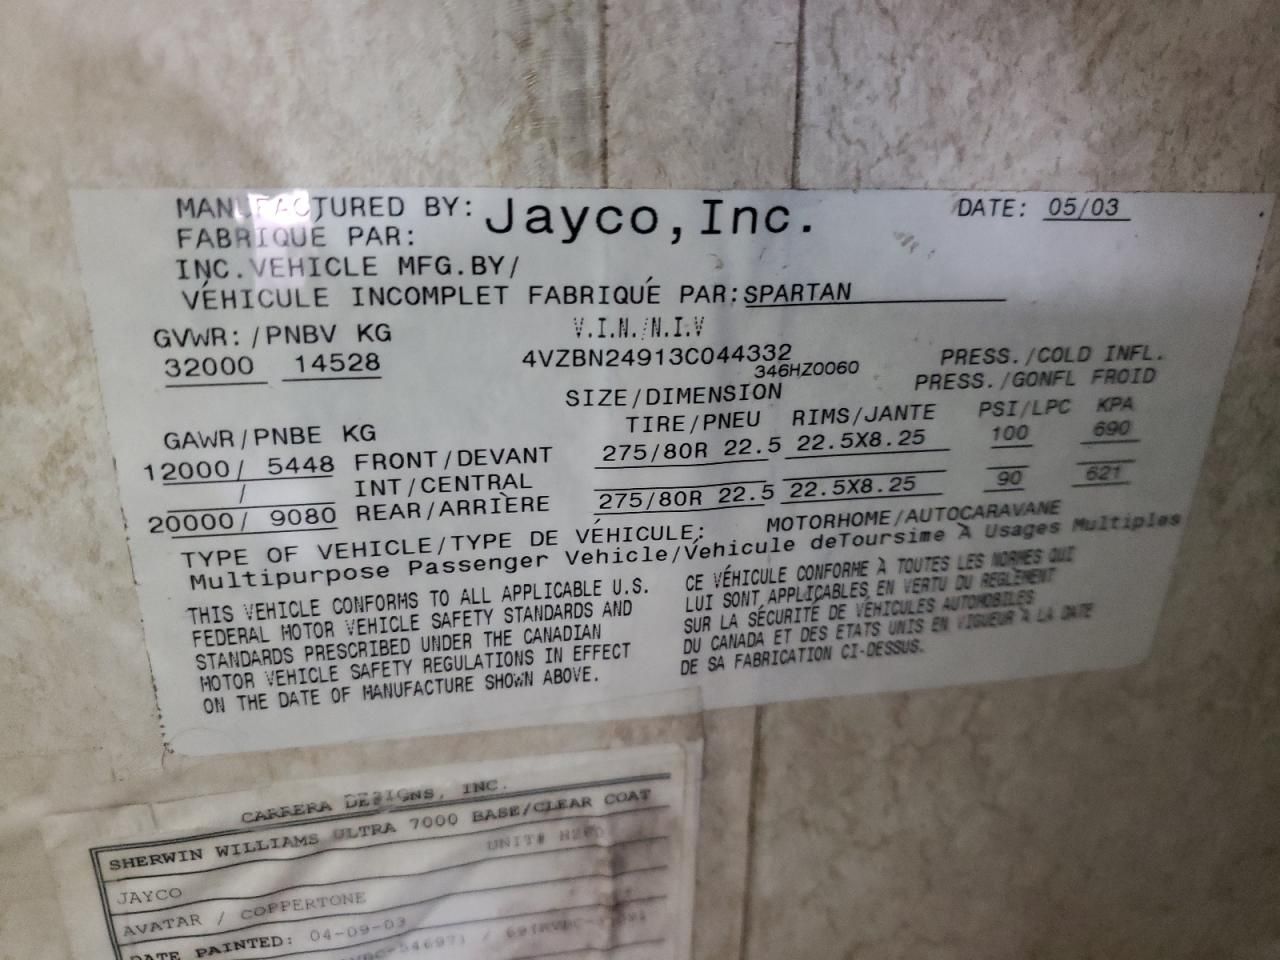 MANUFACTURED BY: Jayco, Inc. DATE: 05/03
FABRIQUE PAR:
INC.VEHICLE MFG.BY/
VÉHICULE INCOMPLET FABRIQUÉ PAR:SPARTAN
GVWR:/PNBV KG V.I.N./N.I.V
32000 14528 4VZBN24913C044332
346HZ0060
PRESS./COLD INFL.
PRESS./GONFL FROID
SIZE/DIMENSION
GAWR/PNBE KG TIRE/PNEU RIMS/JANTE PSI/LPC KPA
12000/ 5448 FRONT/DEVANT 275/80R 22.5 22.5X8.25 100 690
/ INT/CENTRAL
20000/ 9080 REAR/ARRIÈRE 275/80R 22.5 22.5X8.25 90 621
TYPE OF VEHICLE/TYPE DE VÉHICULE: MOTORHOME/AUTOCARAVANE
Multipurpose Passenger Vehicle/Véhicule deToursime À Usages Multiples
THIS VEHICLE CONFORMS TO ALL APPLICABLE U.S.
FEDERAL MOTOR VEHICLE SAFETY STANDARDS AND
STANDARDS PRESCRIBED UNDER THE CANADIAN
MOTOR VEHICLE SAFETY REGULATIONS IN EFFECT
ON THE DATE OF MANUFACTURE SHOWN ABOVE.
CE VÉHICULE CONFORME À TOUTES LES NORMES QUI
LUI SONT APPLICABLES EN VERTU DU REGLÈMENT
SUR LA SÉCURITÉ DE VÉHICULES AUTOMOBILES
DU CANADA ET DES ETATS UNIS EN VIGUEUR À LA DATE
DE SA FABRICATION CI-DESSUS.
CARRERA DESIGNS, INC.
SHERWIN WILLIAMS ULTRA 7000 BASE/CLEAR COAT
JAYCO UNIT#
AVATAR / COPPERTONE
DATE PAINTED: 04-09-03